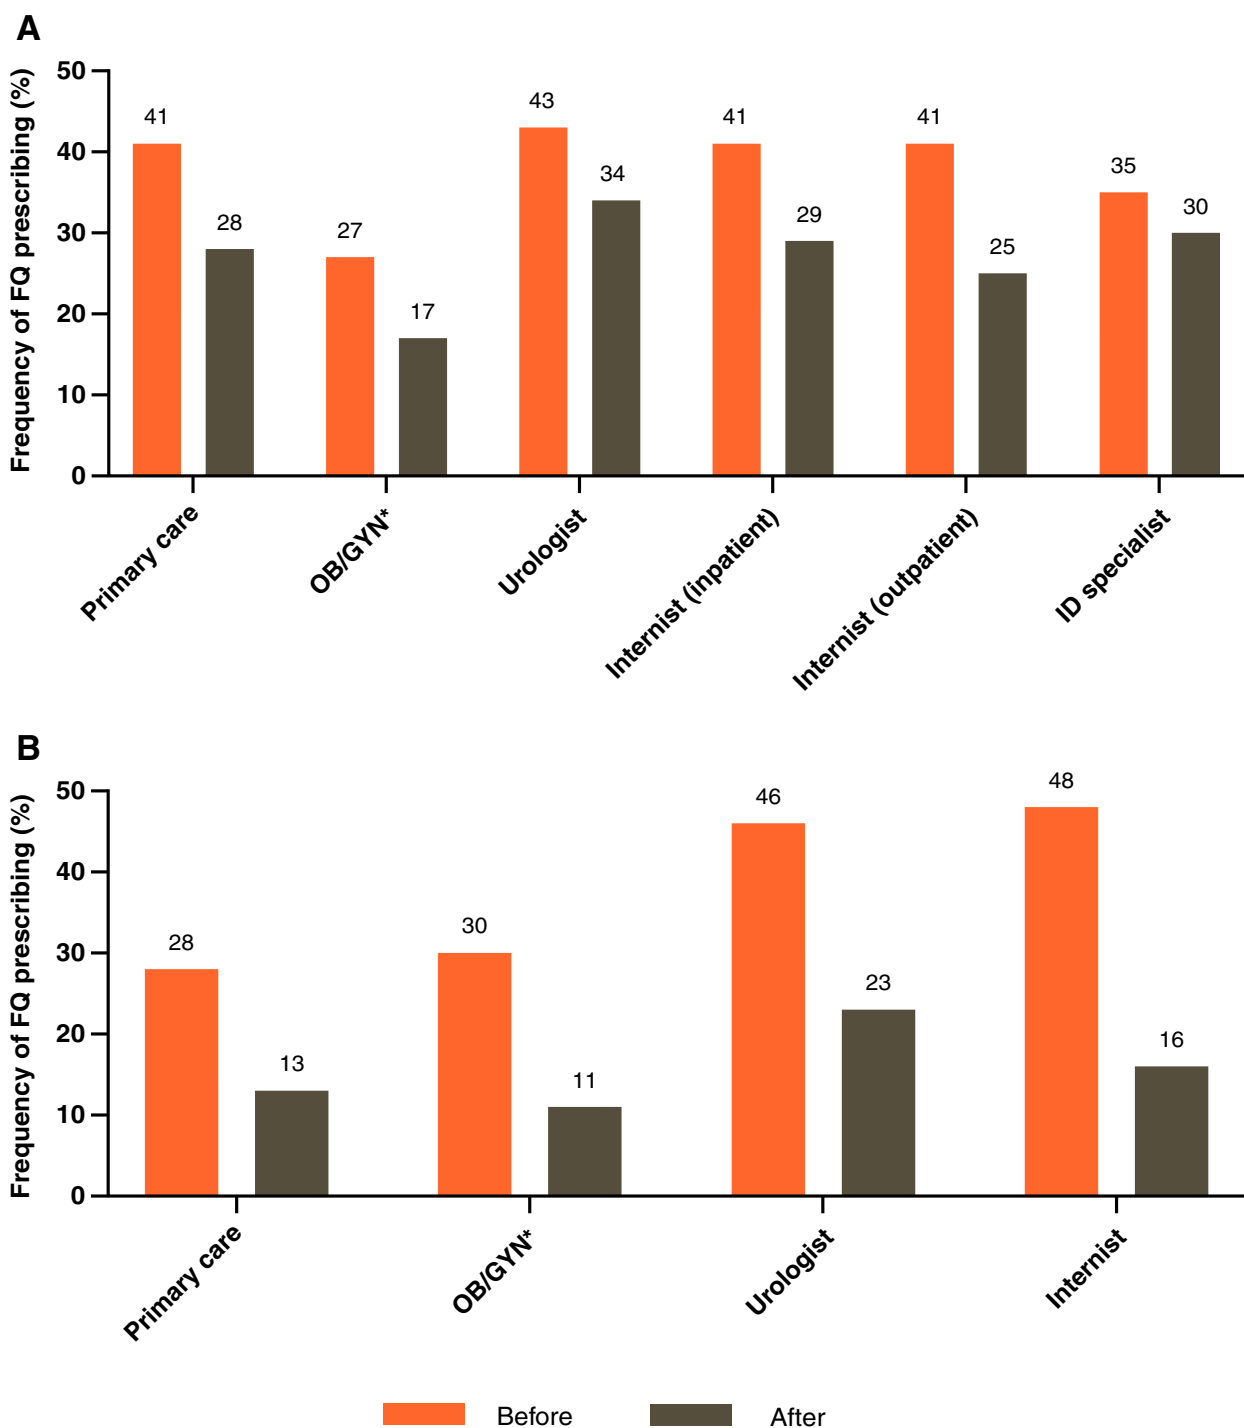 A
Frequency of FQ prescribing (%)
50
40
30
20
10
0
41
28
27
17
43
34
41
29
41
25
35
30
Primary care
OB/GYN*
Urologist
Internist (inpatient)
Internist (outpatient)
ID specialist
B
Frequency of FQ prescribing (%)
50
40
30
20
10
0
28
13
30
11
46
23
48
16
Primary care
OB/GYN*
Urologist
Internist
Before
After